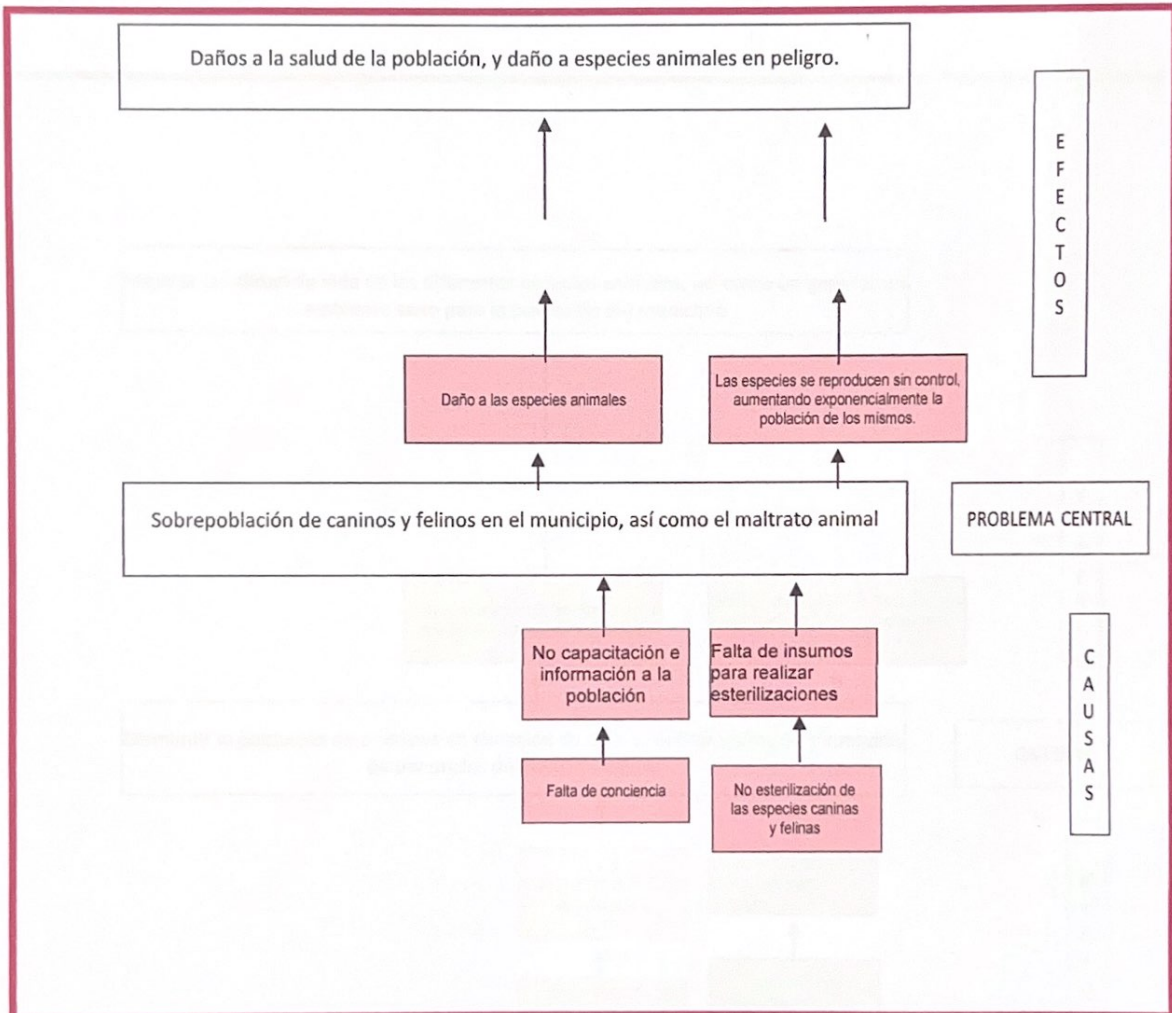 Daños a la salud de la población, y daño a especies animales en peligro.
EFECTOS
Daño a las especies animales
Las especies se reproducen sin control,
aumentando exponencialmente la
población de los mismos.
Sobrepoblación de caninos y felinos en el municipio, así como el maltrato animal
PROBLEMA CENTRAL
No capacitación e
información a la
población
Falta de insumos
para realizar
esterilizaciones
CAUSAS
Falta de conciencia
No esterilización de
las especies caninas
y felinas